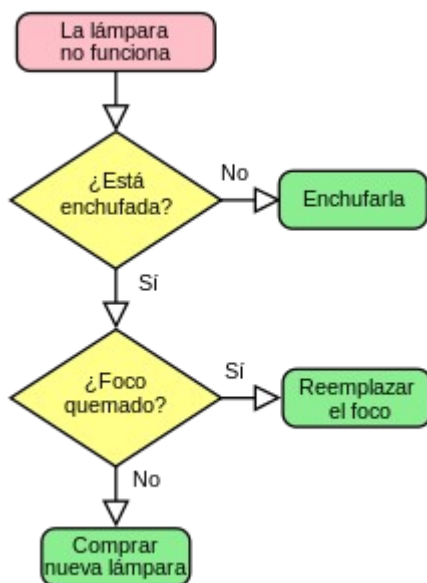 La lámpara
no funciona
¿Está
enchufada?
No
Enchufarla
Sí
¿Foco
quemado?
Sí
Reemplazar
el foco
No
Comprar
nueva lámpara